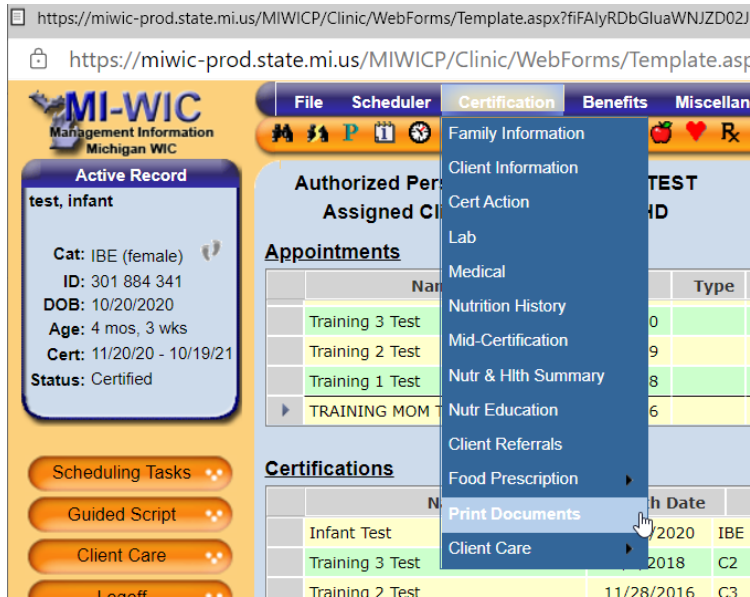 https://miwic-prod.state.mi.us/MIWICP/Clinic/WebForms/Template.aspx?fiFAIyRDbGIuaWNJZD02J
https://miwic-prod.state.mi.us/MIWICP/Clinic/WebForms/Template.asp
MI-WIC
Management Information
Michigan WIC
File Scheduler Certification Benefits Miscellan
P Rx
Active Record
test, infant
Cat: IBE (female)
ID: 301 884 341
DOB: 10/20/2020
Age: 4 mos, 3 wks
Cert: 11/20/20 - 10/19/21
Status: Certified
Scheduling Tasks
Guided Script
Client Care
Logoff
Family Information
Client Information
Cert Action
Lab
Medical
Nutrition History
Mid-Certification
Nutr & Hlth Summary
Nutr Education
Client Referrals
Food Prescription
Print Documents
Client Care
Authorized Per TEST
Assigned Cl HD
Appointments
Nar Type
Training 3 Test 0
Training 2 Test 9
Training 1 Test 8
TRAINING MOM T 6
Certifications
N h Date
Infant Test /2020 IBE
Training 3 Test 2018 C2
Training 2 Test 11/28/2016 C3